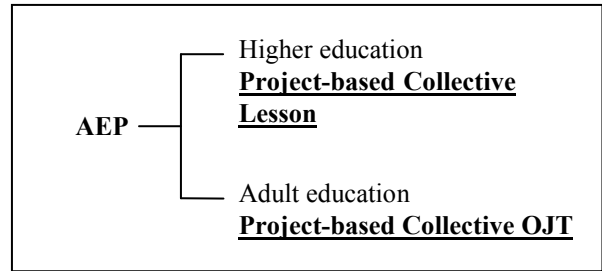 Higher education
Project-based Collective
Lesson
AEP
Adult education
Project-based Collective OJT